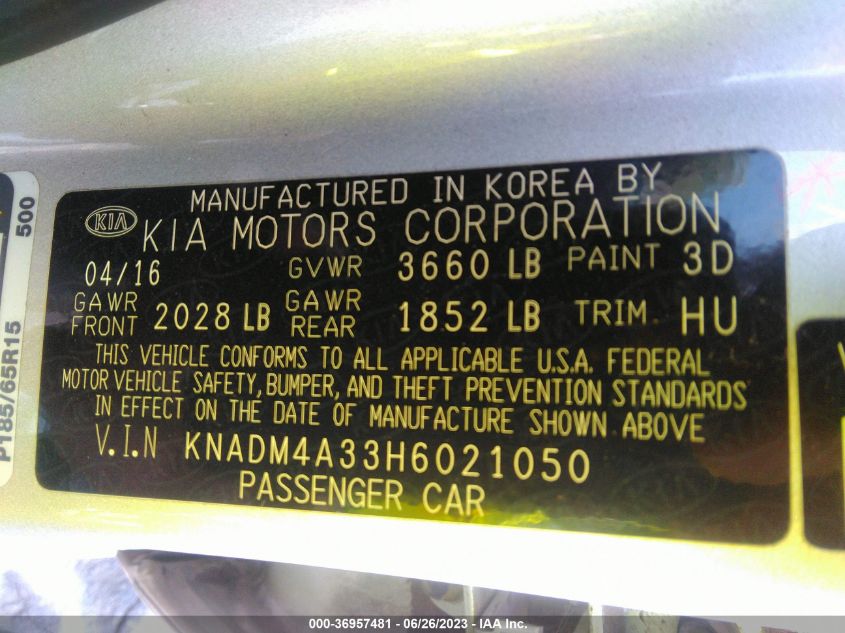 MANUFACTURED IN KOREA BY
KIA KIA MOTORS CORPORATION
04/16 GVWR 3660 LB PAINT 3D
GAWR FRONT 2028 LB GAWR REAR 1852 LB TRIM. HU
THIS VEHICLE CONFORMS TO ALL APPLICABLE U.S.A. FEDERAL
MOTOR VEHICLE SAFETY, BUMPER, AND THEFT PREVENTION STANDARDS
IN EFFECT ON THE DATE OF MANUFACTURE SHOWN ABOVE
V.I.N KNADM4A33H6021050
PASSENGER CAR
P185/65R15 500
000-36957481 - 06/26/2023 - IAA Inc.